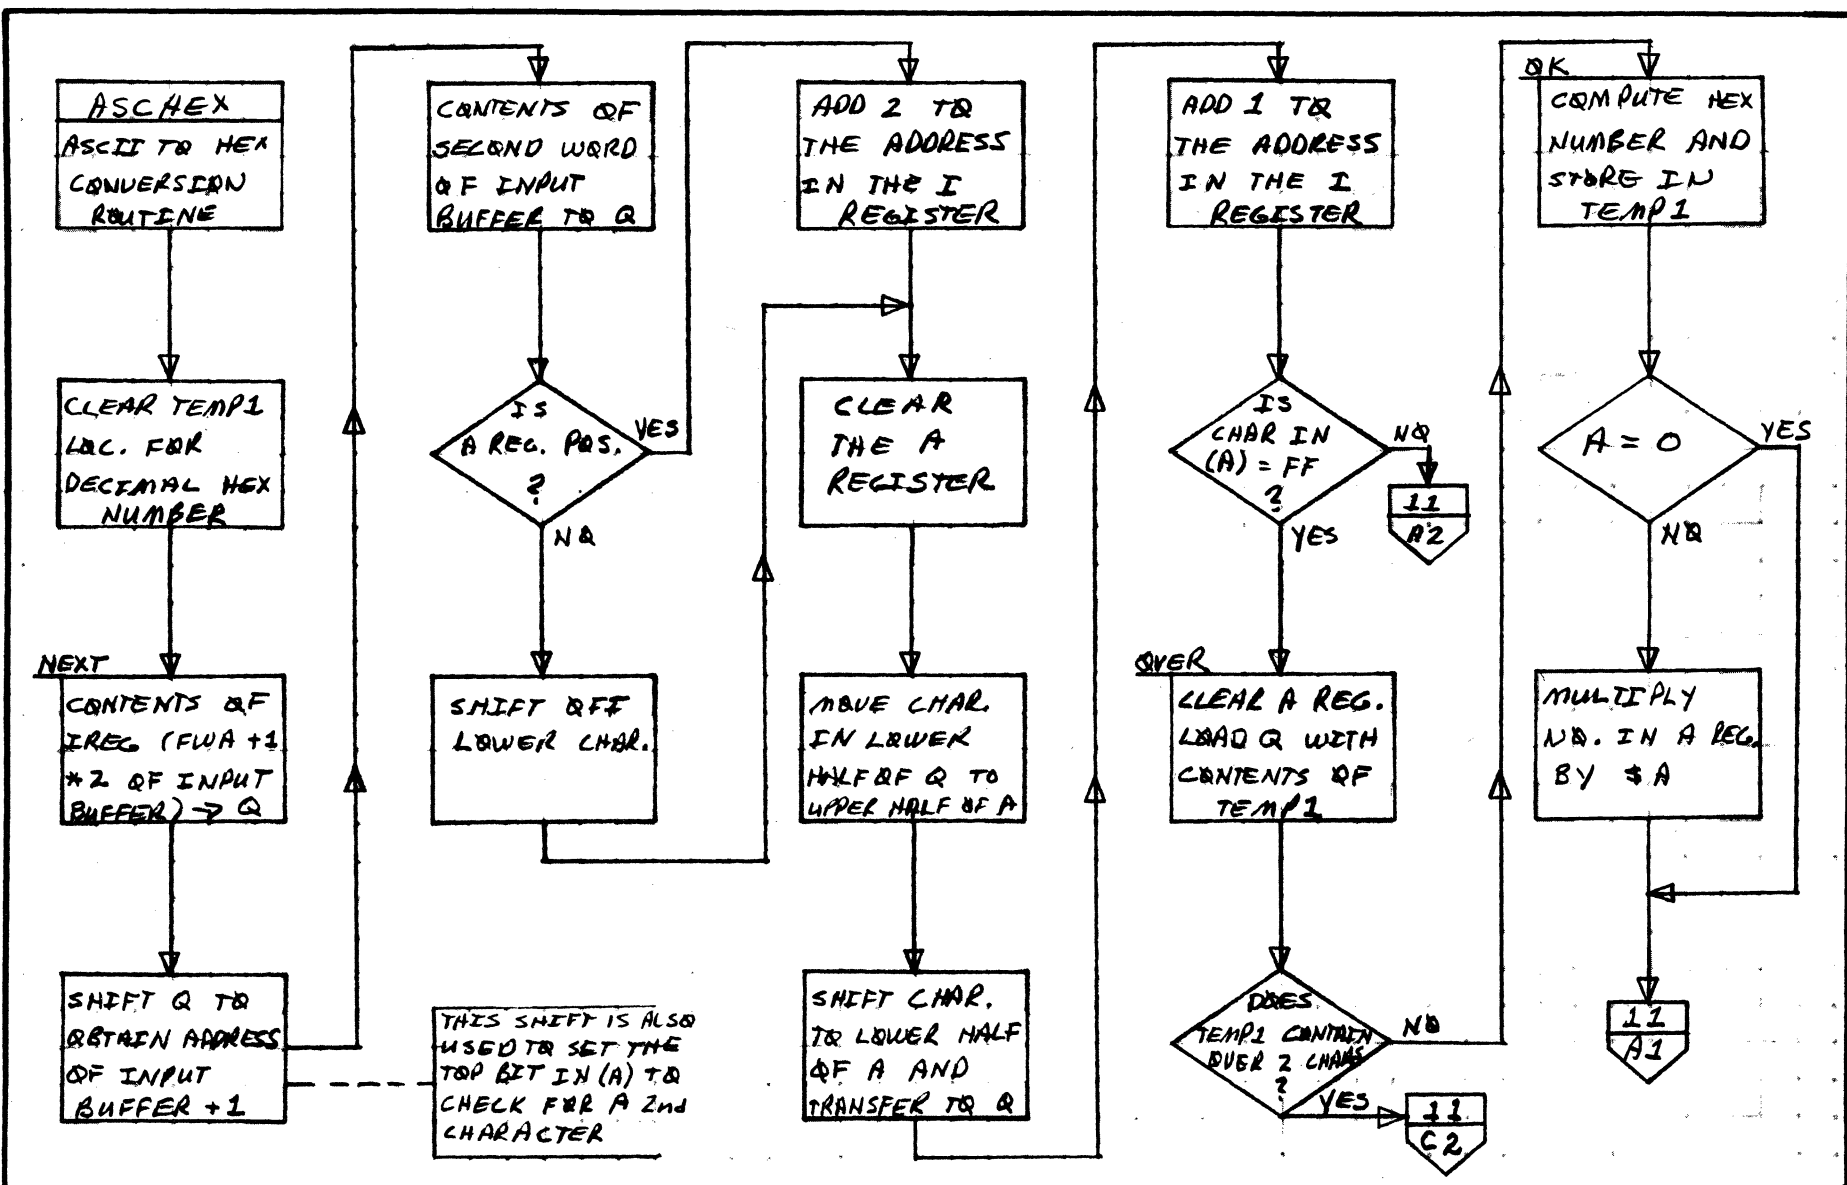 ASCHEX
ASCII TO HEX
CONVERSION
ROUTINE
CLEAR TEMP1
LOC. FOR
DECIMAL HEX
NUMBER
NEXT
CONTENTS OF
IREG (FWA +1
*2 OF INPUT
BUFFER) → Q
SHIFT Q TO
OBTAIN ADDRESS
OF INPUT
BUFFER +1
CONTENTS OF
SECOND WORD
OF INPUT
BUFFER TO Q
IS
A REG. POS.
?
YES
NO
SHIFT OFF
LOWER CHAR.
THIS SHIFT IS ALSO
USED TO SET THE
TOP BIT IN (A) TO
CHECK FOR A 2nd
CHARACTER
ADD 2 TO
THE ADDRESS
IN THE I
REGISTER
CLEAR
THE A
REGISTER
MOVE CHAR.
IN LOWER
HALF OF Q TO
UPPER HALF OF A
SHIFT CHAR.
TO LOWER HALF
OF A AND
TRANSFER TO Q
ADD 1 TO
THE ADDRESS
IN THE I
REGISTER
IS
CHAR IN
(A) = FF
?
NO
11
A2
YES
OVER
CLEAR A REG.
LOAD Q WITH
CONTENTS OF
TEMP1
DOES
TEMP1 CONTAIN
OVER 2 CHARS
?
NO
YES
11
C2
OK
COMPUTE HEX
NUMBER AND
STORE IN
TEMP1
A = 0
YES
NO
MULTIPLY
NO. IN A REG.
BY $A
11
A1